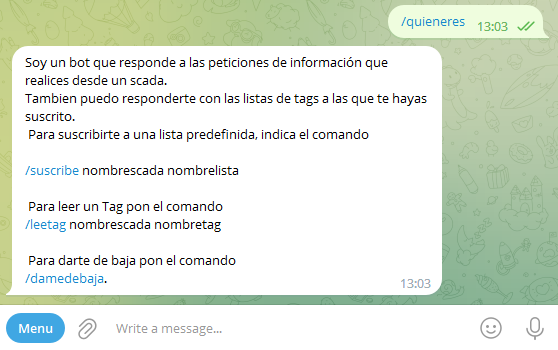 /quieneres
13:03
Soy un bot que responde a las peticiones de información que
realices desde un scada.
Tambien puedo responderte con las listas de tags a las que te hayas
suscrito.
Para suscribirte a una lista predefinida, indica el comando
/suscribe nombrescada nombrelista
Para leer un Tag pon el comando
/leetag nombrescada nombretag
Para darte de baja pon el comando
/damedebaja.
13:03
Menu
Write a message...